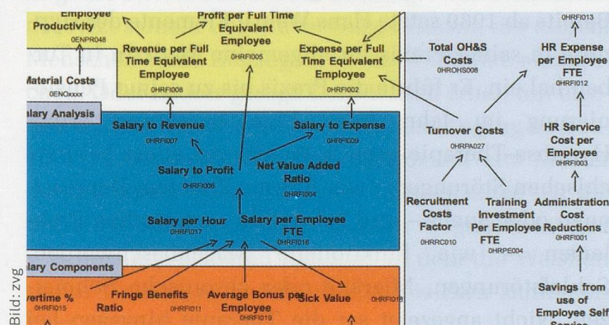 Employee
Productivity
0ENPR048
Profit per Full Time
Equivalent
Employee
0HRFI005
0HRFI013
Revenue per Full
Time Equivalent
Employee
0HRFI008
Expense per Full
Time Equivalent
Employee
0HRFI002
Total OH&S
Costs
0ROHS008
HR Expense
per Employee
FTE
0HRFI012
Material Costs
0ENOxxxx
lary Analysis
Salary to Revenue
0HRFI007
Salary to Expense
0HRFI009
Turnover Costs
0HRPA027
HR Service
Cost per
Employee
0HRFI003
Salary to Profit
0HRFI006
Net Value Added
Ratio
0HRFI004
Salary per Hour
0HRFI017
Salary per Employee
FTE
0HRFI018
Recruitment
Costs
Factor
0HRRC010
Training
Investment
Per Employee
FTE
0HRPE004
Administration
Cost
Reductions
0HRFI001
lary Components
vertime %
0HRFI015
Fringe Benefits
Ratio
0HRFI011
Average Bonus per
Employee
0HRFI019
Sick Value
Savings from
use of
Employee Self
Bild: zvg